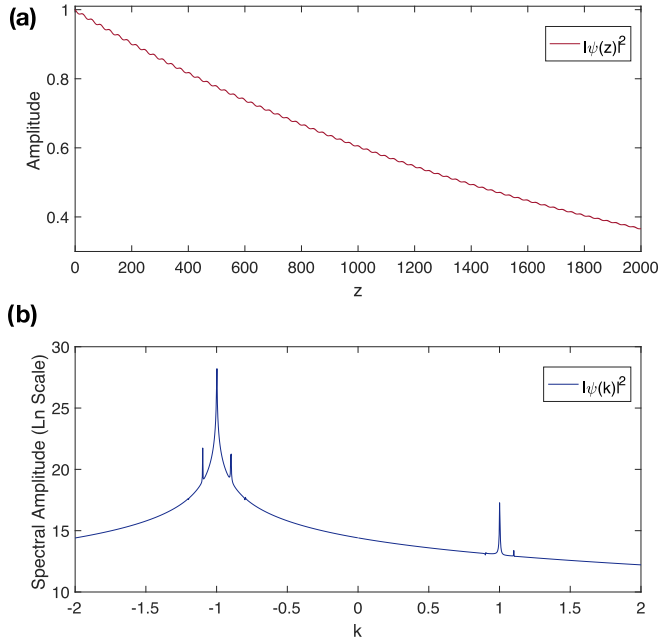 (a)
1
0.8
0.6
0.4
Amplitude
|ψ(z)|²
0 200 400 600 800 1000 1200 1400 1600 1800 2000
z
(b)
30
25
20
15
10
Spectral Amplitude (Ln Scale)
|ψ(k)|²
-2 -1.5 -1 -0.5 0 0.5 1 1.5 2
k